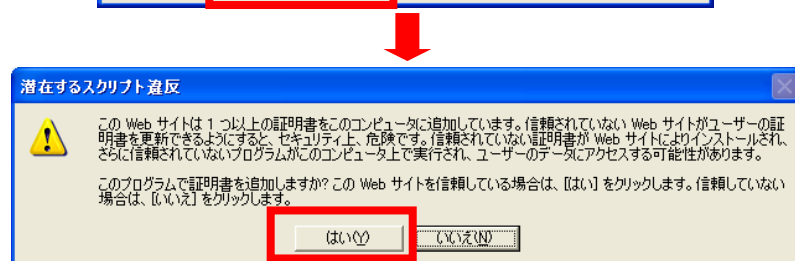 潜在するスクリプト違反
この Web サイトは 1 つ以上の証明書をこのコンピュータに追加しています。信頼されていない Web サイトがユーザーの証
明書を更新できるようにすると、セキュリティ上、危険です。信頼されていない証明書が Web サイトによりインストールされ、
さらに信頼されていないプログラムがこのコンピュータ上で実行され、ユーザーのデータにアクセスする可能性があります。
このプログラムで証明書を追加しますか? この Web サイトを信頼している場合は、[はい] をクリックします。信頼していない
場合は、[いいえ] をクリックします。
はい(Y) いいえ(N)